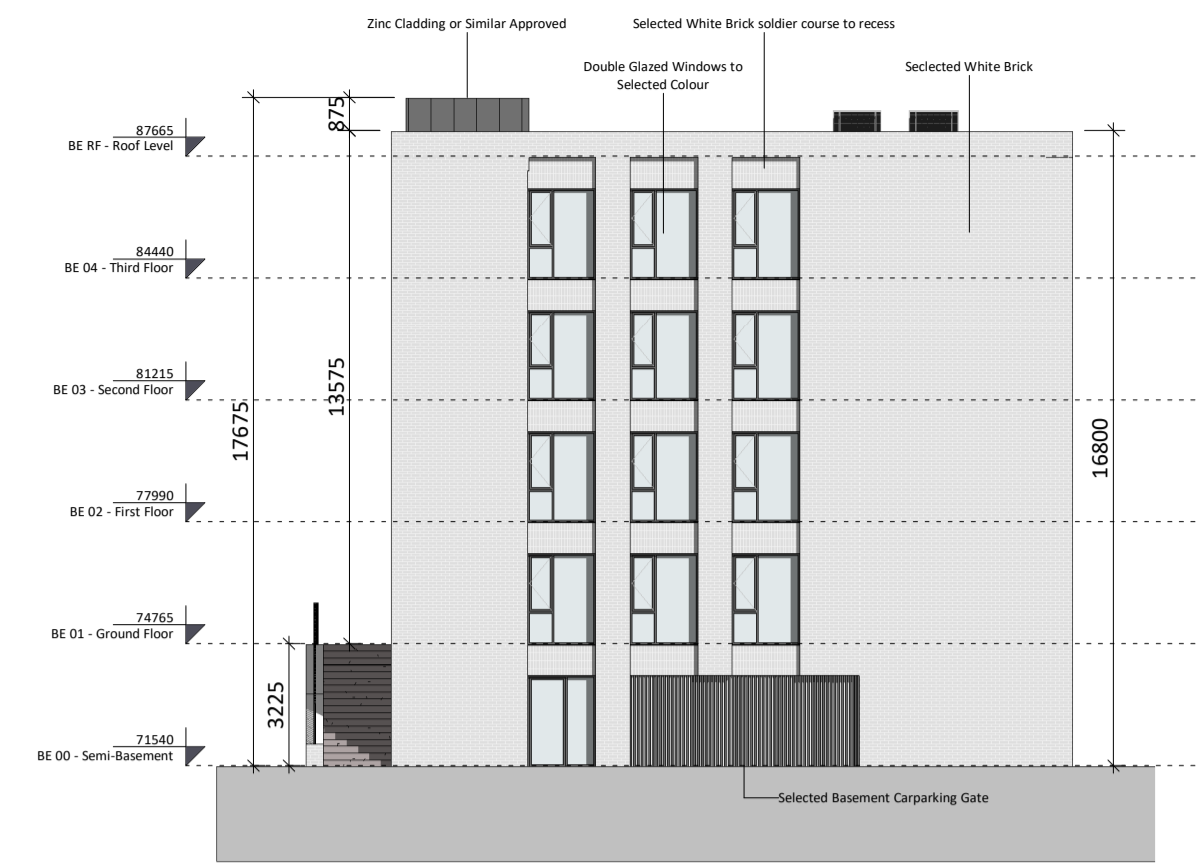 Zinc Cladding or Similar Approved
Selected White Brick soldier course to recess
Double Glazed Windows to
Selected Colour
Seclected White Brick
875
87665
BE RF - Roof Level
84440
BE 04 - Third Floor
81215
BE 03 - Second Floor
13575
17675
16800
77990
BE 02 - First Floor
74765
BE 01 - Ground Floor
3225
71540
BE 00 - Semi-Basement
Selected Basement Carparking Gate